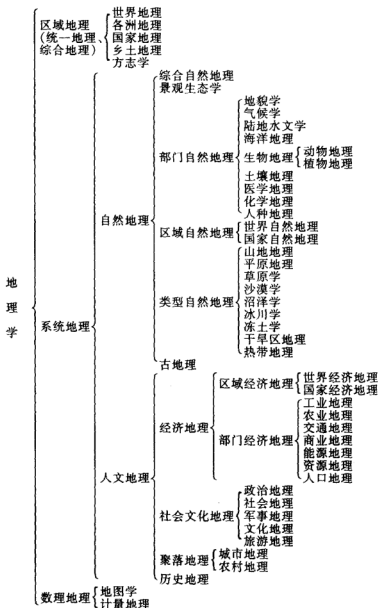 世界地理
区域地理
各洲地理
(统一地理、
国家地理
综合地理)
乡土地理
方志学
综合自然地理
景观生态学
地貌学
气候学
陆地水文学
海洋地理
部门自然地理
生物地理
动物地理
植物地理
土壤地理
医学地理
化学地理
人种地理
自然地理
区域自然地理
世界自然地理
国家自然地理
山地地理
平原地理
草原学
类型自然地理
沙漠学
沼泽学
冰川学
冻土学
干旱区地理
热带地理
地理学
系统地理
古地理
区域经济地理
世界经济地理
国家经济地理
经济地理
工业地理
农业地理
交通地理
部门经济地理
商业地理
能源地理
资源地理
人口地理
人文地理
政治地理
社会地理
社会文化地理
军事地理
文化地理
旅游地理
聚落地理
城市地理
农村地理
历史地理
数理地理
地图学
计量地理